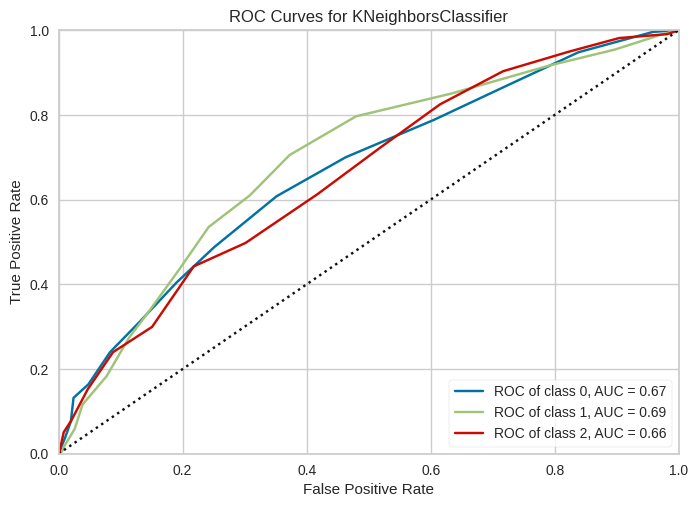 ROC Curves for KNeighborsClassifier
True Positive Rate
1.0
0.8
0.6
0.4
0.2
0.0
ROC of class 0, AUC = 0.67
ROC of class 1, AUC = 0.69
ROC of class 2, AUC = 0.66
0.0 0.2 0.4 0.6 0.8 1.0
False Positive Rate